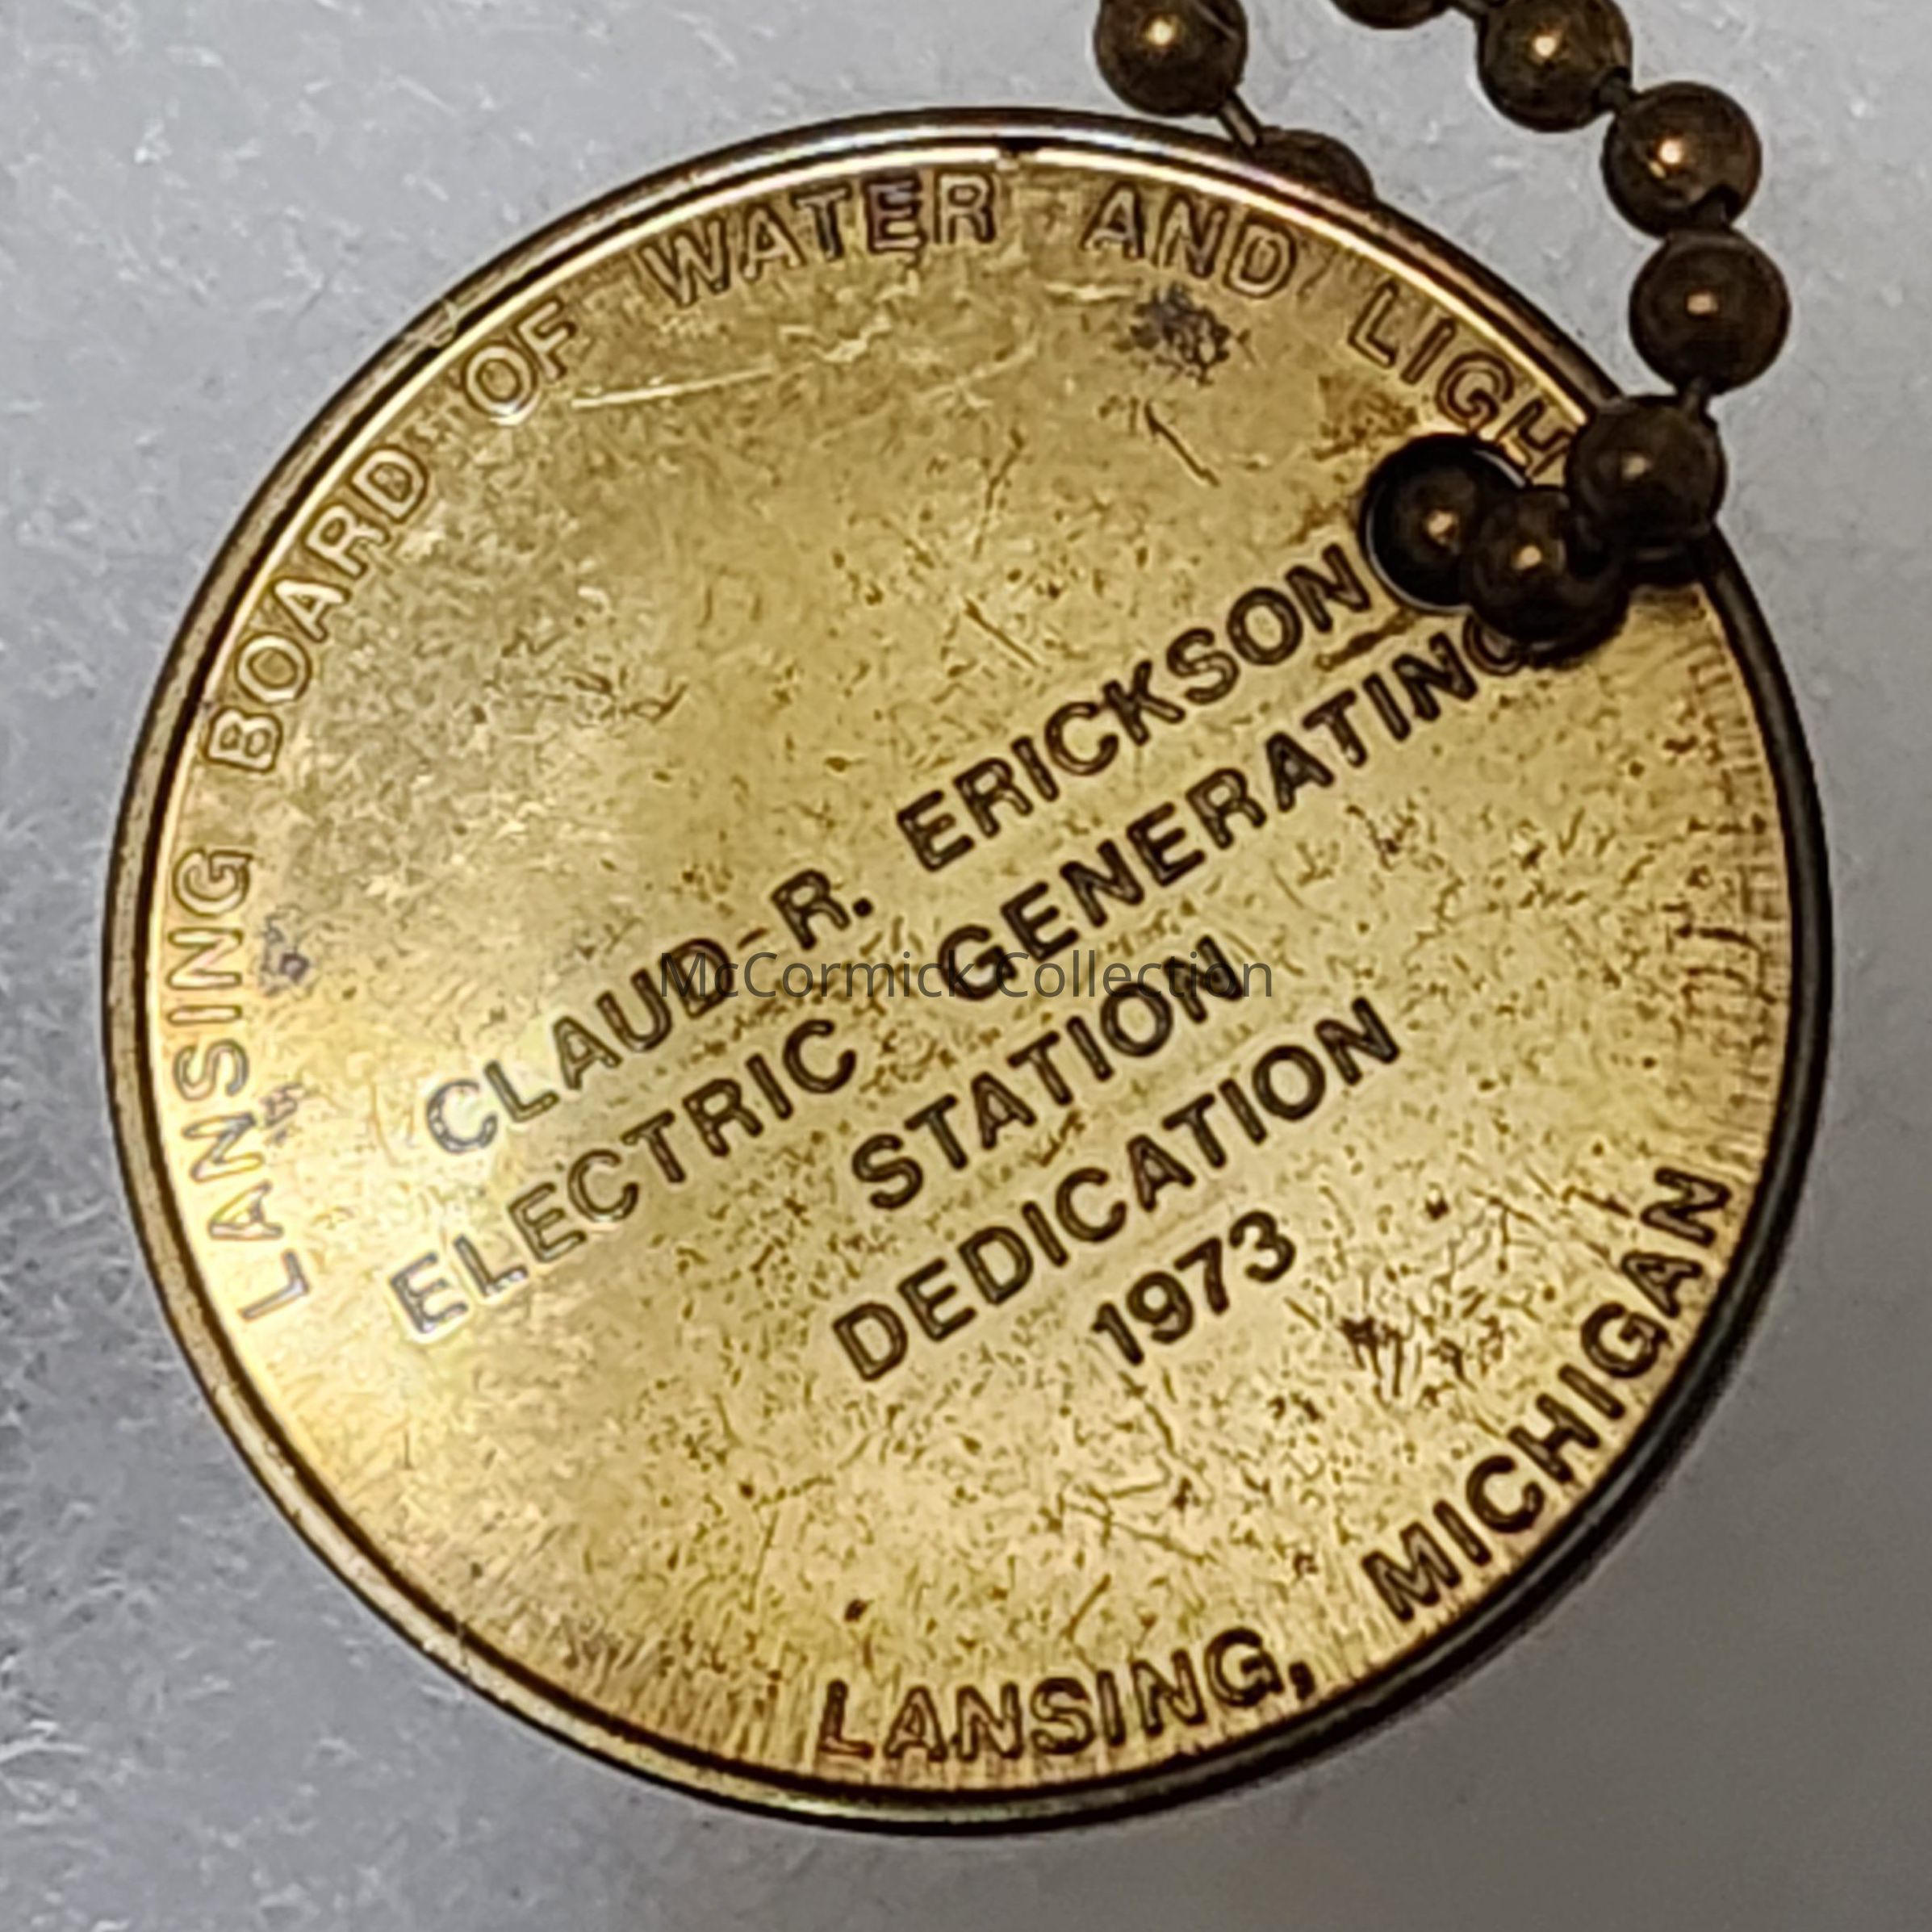 LANSING BOARD OF WATER AND LIGH
CLAUD R. ERICKSON
ELECTRIC GENERATING
STATION
DEDICATION
1973
LANSING, MICHIGAN
McCormick Collection